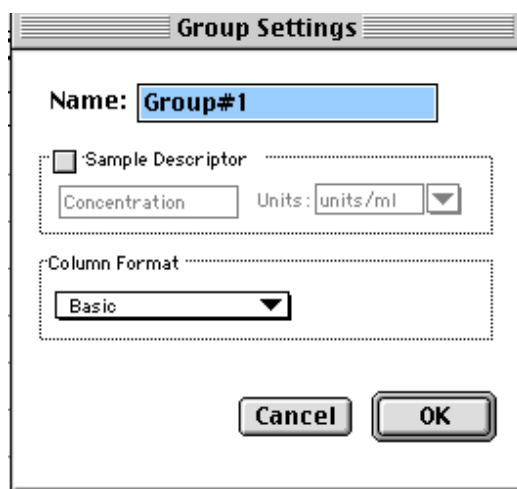 Group Settings
Name: Group#1
Sample Descriptor
Concentration Units: units/ml
Column Format
Basic
Cancel OK